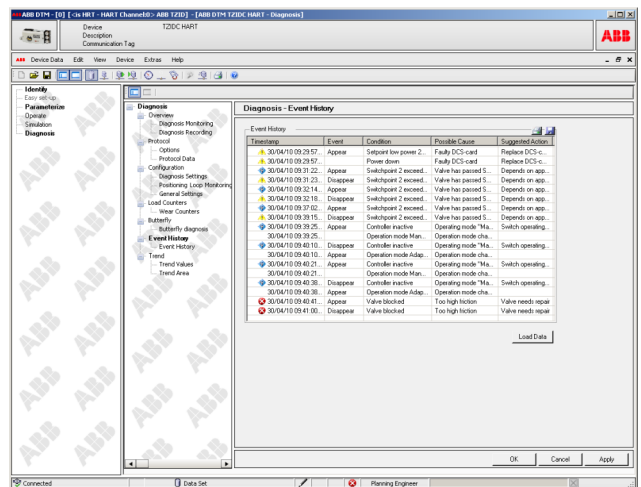 ABB DTM - [0] [<is HRT - HART Channel:0> ABB TZID] - [ABB DTM TZIDC HART - Diagnosis]
Device TZIDC HART
Description
Communication Tag
ABB
ABB Device Data Edit View Device Extras Help
Identify
Easy set-up
Parameterize
Operate
Simulation
Diagnosis
Diagnosis
Overview
Diagnosis Monitoring
Diagnosis Recording
Protocol
Options
Protocol Data
Configuration
Diagnosis Settings
Positioning Loop Monitoring
General Settings
Load Counters
Wear Counters
Butterfly
Butterfly diagnosis
Event History
Event History
Trend
Trend Values
Trend Area
Diagnosis - Event History
Event History
Timestamp Event Condition Possible Cause Suggested Action
30/04/10 09:29:57... Appear Setpoint low power 2... Faulty DCS-card Replace DCS-c...
30/04/10 09:29:57... Power down Faulty DCS-card Replace DCS-c...
30/04/10 09:31:22... Appear Switchpoint 2 exceed... Valve has passed S... Depends on app...
30/04/10 09:31:23... Disappear Switchpoint 2 exceed... Valve has passed S... Depends on app...
30/04/10 09:32:14... Appear Switchpoint 2 exceed... Valve has passed S... Depends on app...
30/04/10 09:32:18... Disappear Switchpoint 2 exceed... Valve has passed S... Depends on app...
30/04/10 09:37:02... Appear Switchpoint 2 exceed... Valve has passed S... Depends on app...
30/04/10 09:39:15... Disappear Switchpoint 2 exceed... Valve has passed S... Depends on app...
30/04/10 09:39:25... Appear Controller inactive Operating mode "Ma... Switch operating...
30/04/10 09:39:25... Operation mode Man... Operation mode cha...
30/04/10 09:40:10... Disappear Controller inactive Operating mode "Ma... Switch operating...
30/04/10 09:40:10... Appear Operation mode Adap... Operation mode cha...
30/04/10 09:40:21... Appear Controller inactive Operating mode "Ma... Switch operating...
30/04/10 09:40:21... Operation mode Man... Operation mode cha...
30/04/10 09:40:38... Disappear Controller inactive Operating mode "Ma... Switch operating...
30/04/10 09:40:38... Appear Operation mode Adap... Operation mode cha...
30/04/10 09:40:41... Appear Valve blocked Too high friction Valve needs repair
30/04/10 09:41:00... Disappear Valve blocked Too high friction Valve needs repair
Load Data
OK Cancel Apply
Connected Data Set Planning Engineer